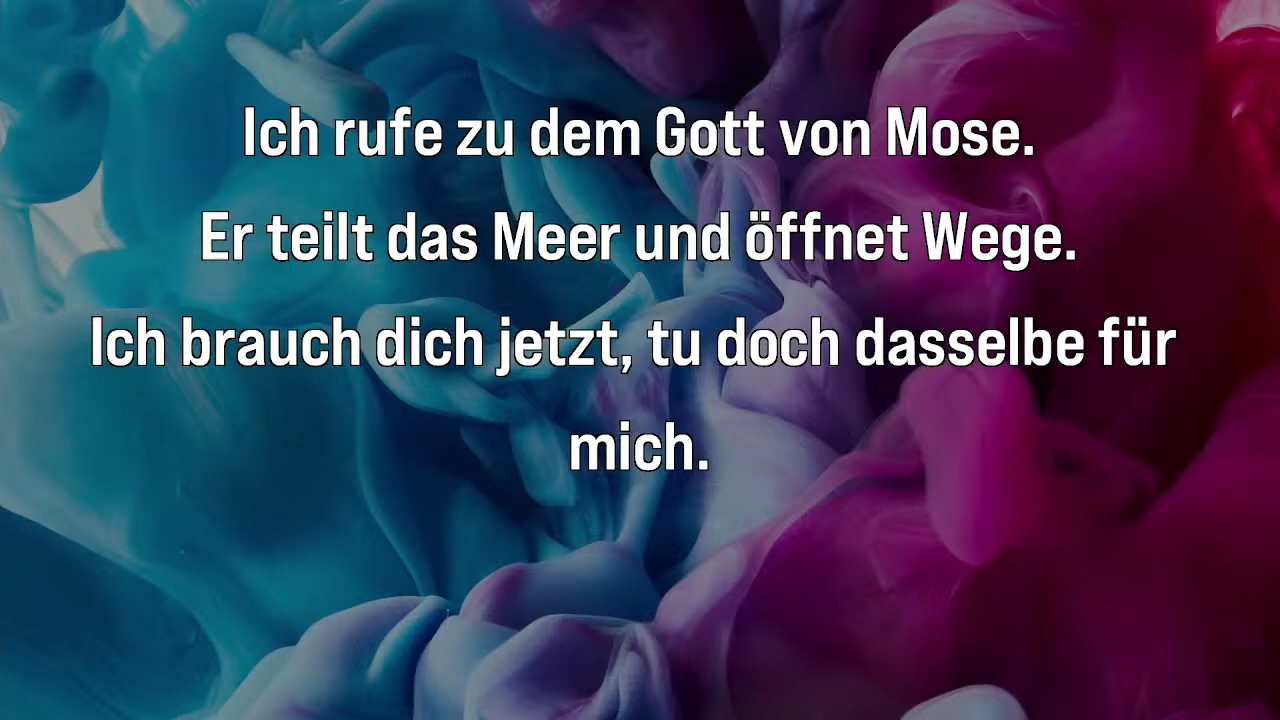 Ich rufe zu dem Gott von Mose.
Er teilt das Meer und öffnet Wege.
Ich brauch dich jetzt, tu doch dasselbe für
mich.